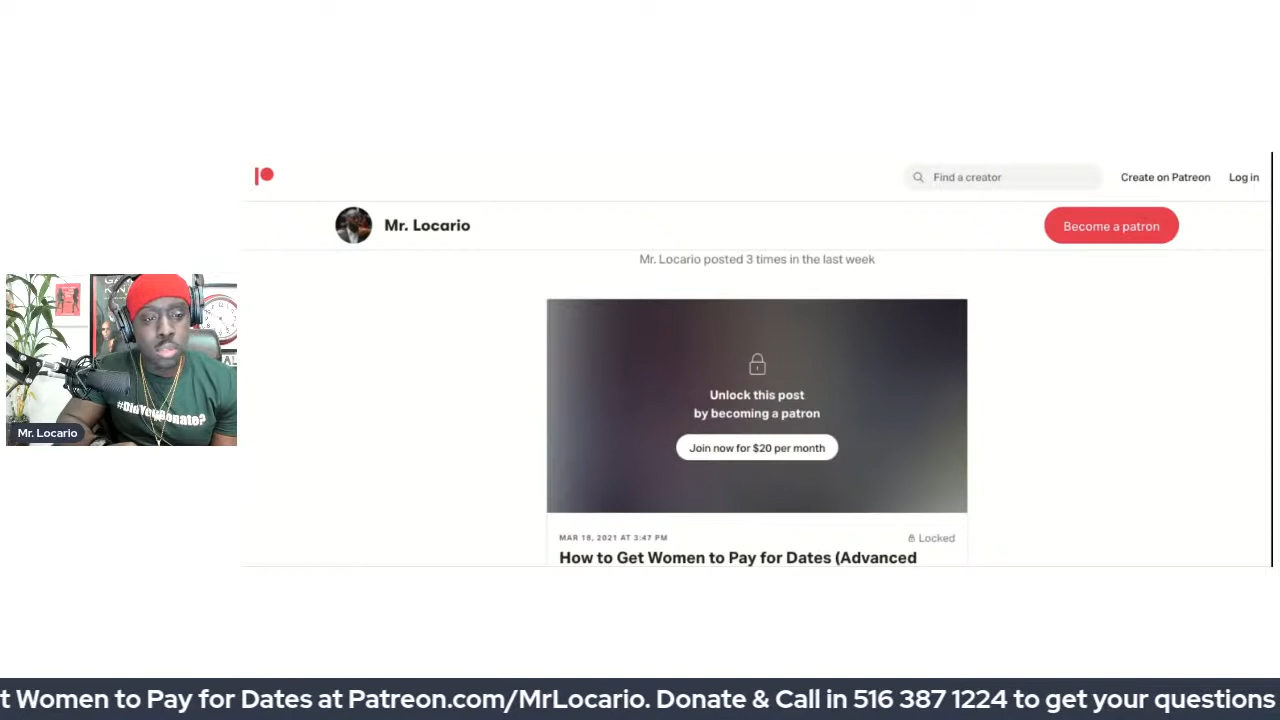 Find a creator
Create on Patreon
Log in
Mr. Locario
Become a patron
Mr. Locario posted 3 times in the last week
Unlock this post
by becoming a patron
Join now for $20 per month
#DidYouDonate?
Mr. Locario
MAR 18, 2021 AT 3:47 PM
Locked
How to Get Women to Pay for Dates (Advanced
t Women to Pay for Dates at Patreon.com/MrLocario. Donate & Call in 516 387 1224 to get your questions